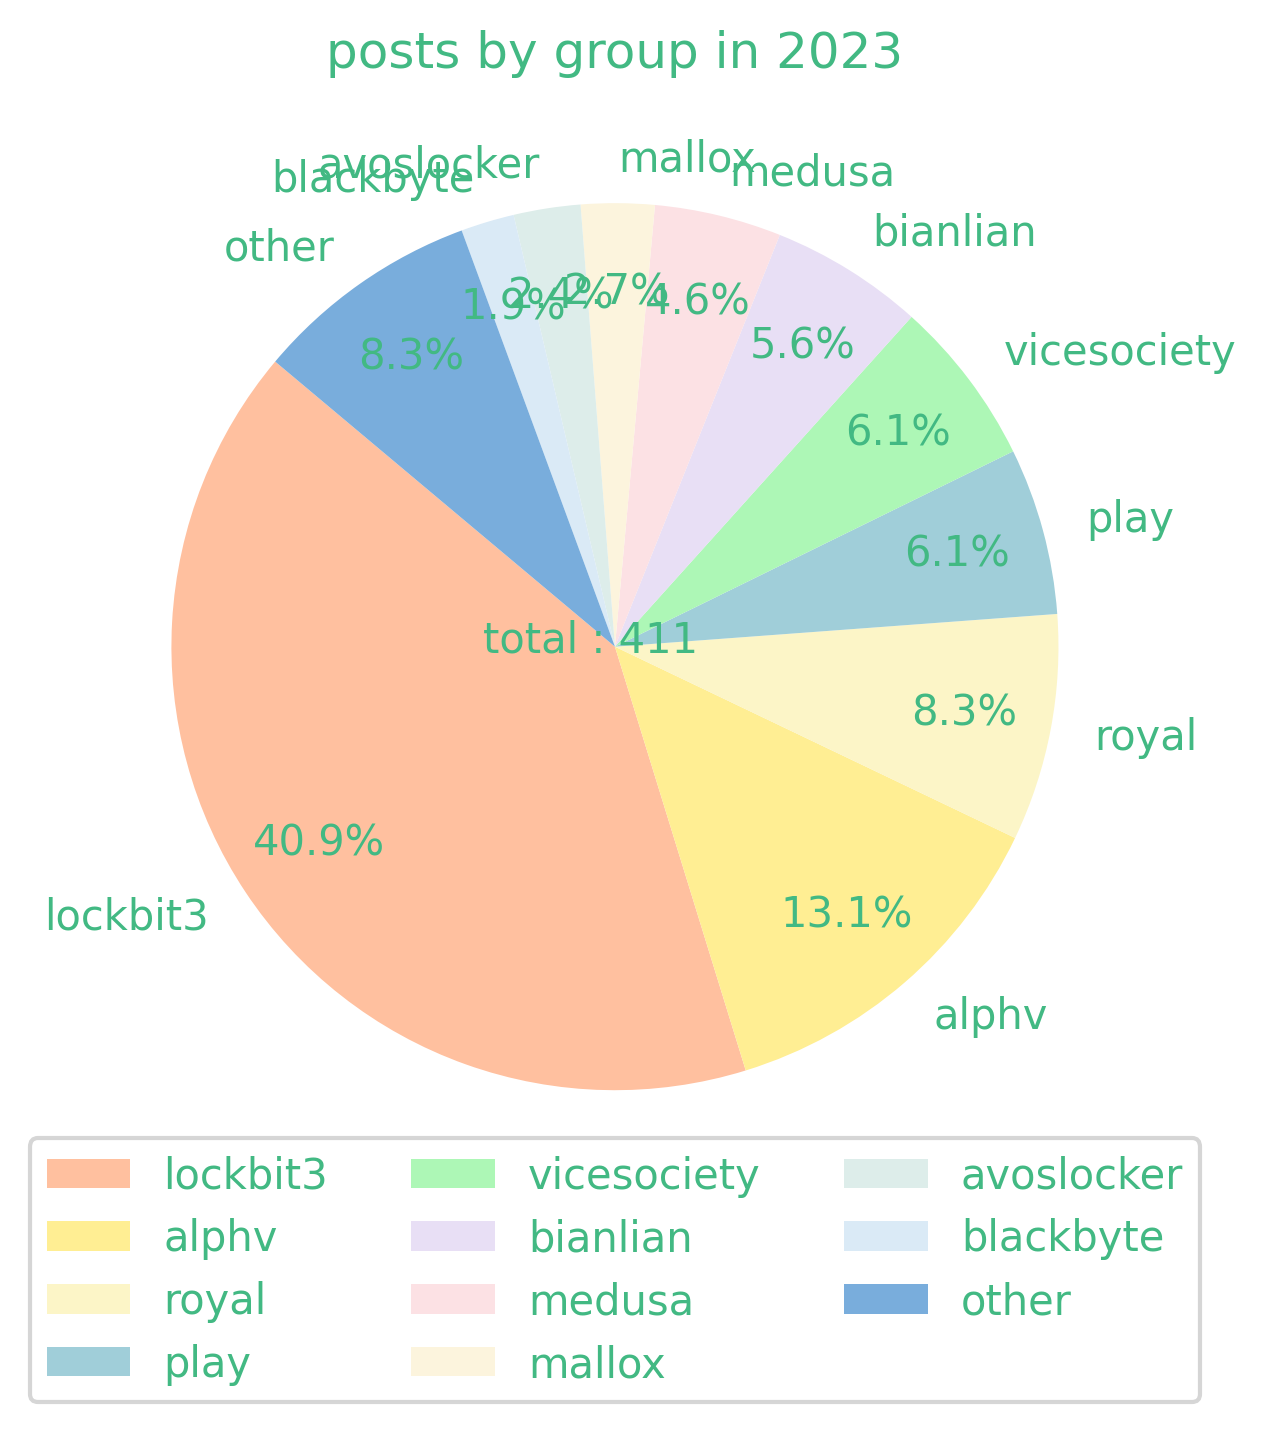 posts by group in 2023
mallox
avoslocker
medusa
blackbyte
bianlian
other
2.7%
2.4%
4.6%
1.9%
5.6%
vicesociety
8.3%
6.1%
play
6.1%
total : 411
8.3%
royal
40.9%
13.1%
lockbit3
alphv
lockbit3
alphv
royal
play
vicesociety
bianlian
medusa
mallox
avoslocker
blackbyte
other